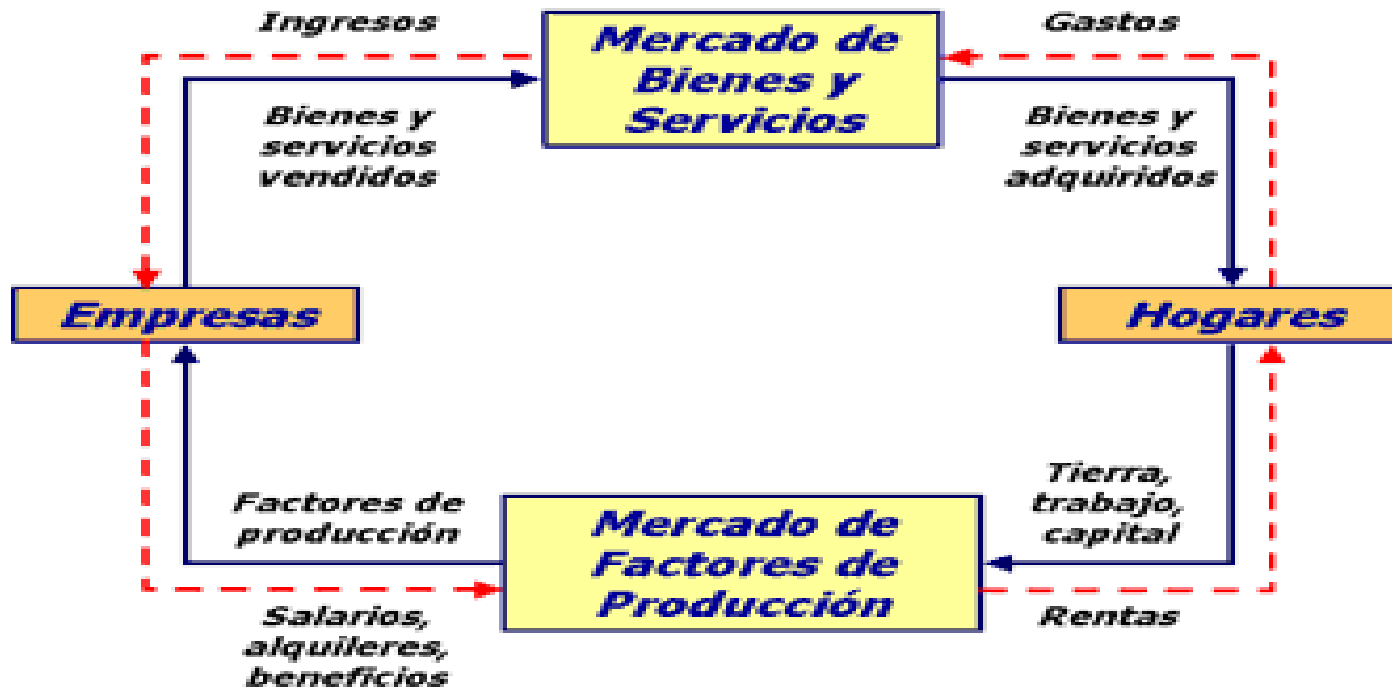 Ingresos
Mercado de
Bienes y
Servicios
Gastos
Bienes y
servicios
vendidos
Bienes y
servicios
adquiridos
Empresas
Hogares
Factores de
producción
Mercado de
Factores de
Producción
Tierra,
trabajo,
capital
Salarios,
alquileres,
beneficios
Rentas